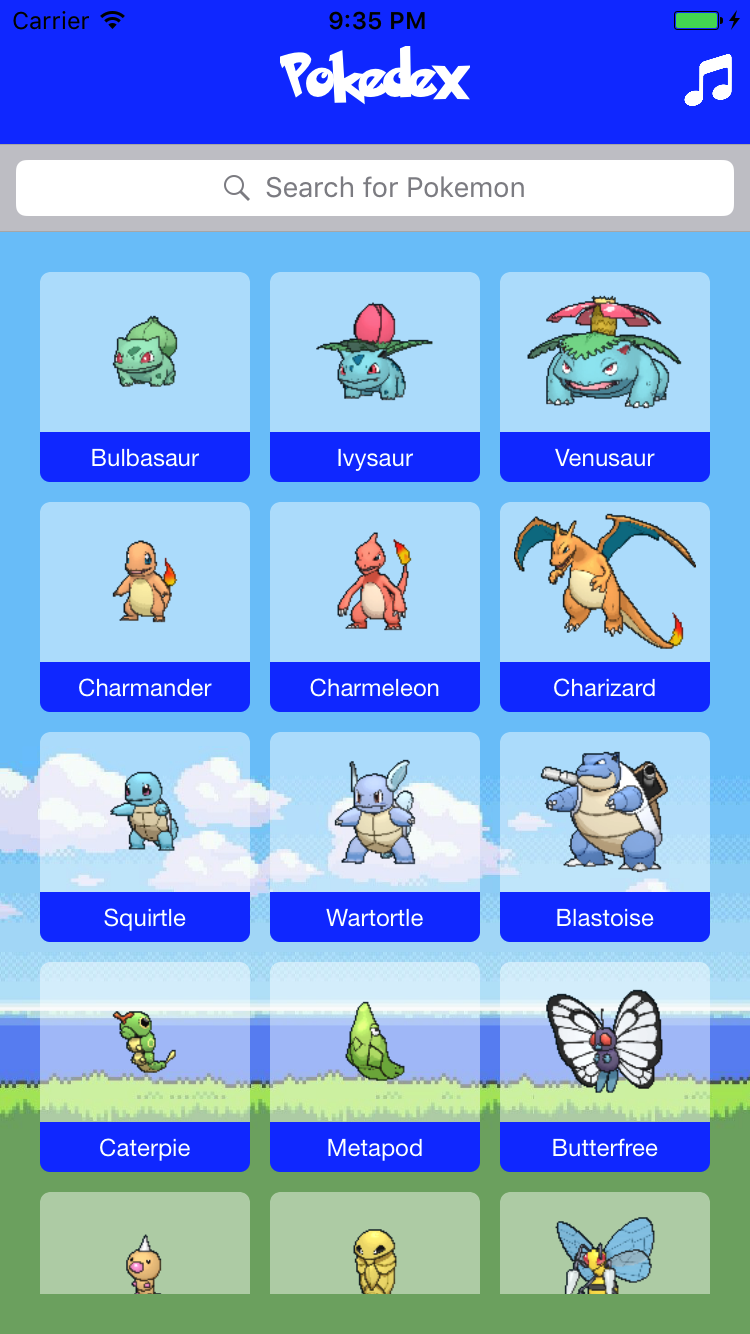 Carrier 9:35 PM
Pokedex
Search for Pokemon
Bulbasaur Ivysaur Venusaur
Charmander Charmeleon Charizard
Squirtle Wartortle Blastoise
Caterpie Metapod Butterfree